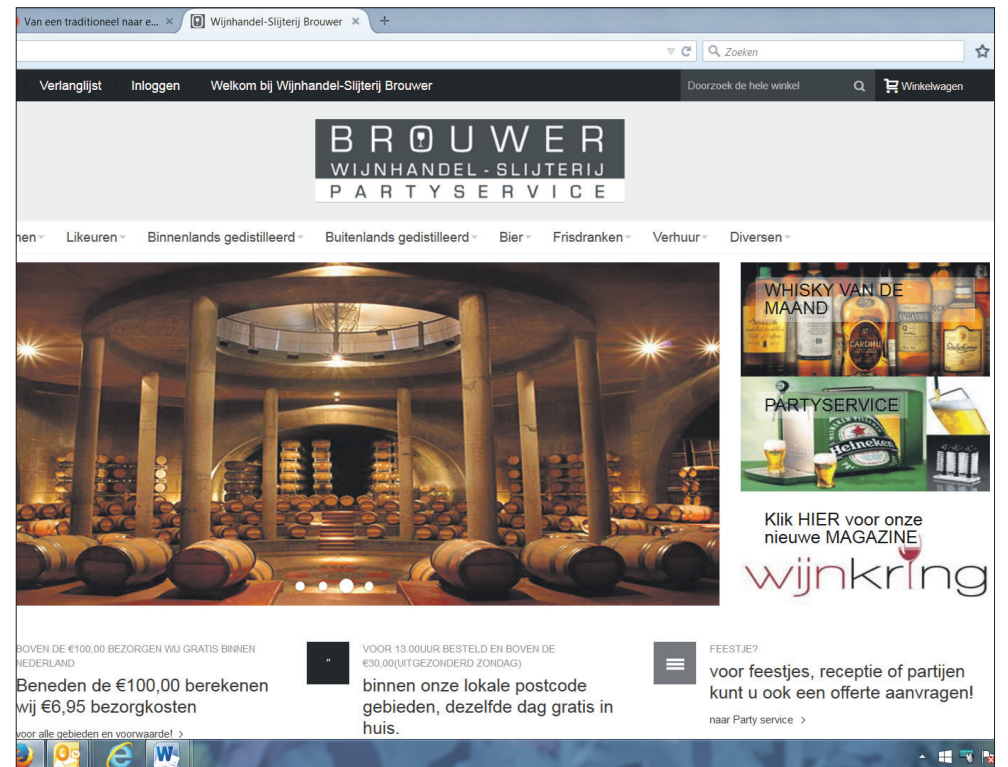 Van een traditioneel naar e...
Wijnhandel-Slijterij Brouwer
Zoeken
Verlanglijst Inloggen Welkom bij Wijnhandel-Slijterij Brouwer
Doorzoek de hele winkel
Winkelwagen
BROUWER
WIJNHANDEL-SLIJTERIJ
PARTYSERVICE
nen Likeuren Binnenlands gedistilleerd Buitenlands gedistilleerd Bier Frisdranken Verhuur Diversen
WHISKY VAN DE
MAAND
CARDHU
PARTYSERVICE
Heineken
Klik HIER voor onze
nieuwe MAGAZINE
wijnkring
BOVEN DE €100,00 BEZORGEN WIJ GRATIS BINNEN
NEDERLAND
Beneden de €100,00 berekenen
wij €6,95 bezorgkosten
voor alle gebieden en voorwaarde! >
VOOR 13.00UUR BESTELD EN BOVEN DE
€30,00(UITGEZONDERD ZONDAG)
binnen onze lokale postcode
gebieden, dezelfde dag gratis in
huis.
FEESTJE?
voor feestjes, receptie of partijen
kunt u ook een offerte aanvragen!
naar Party service >